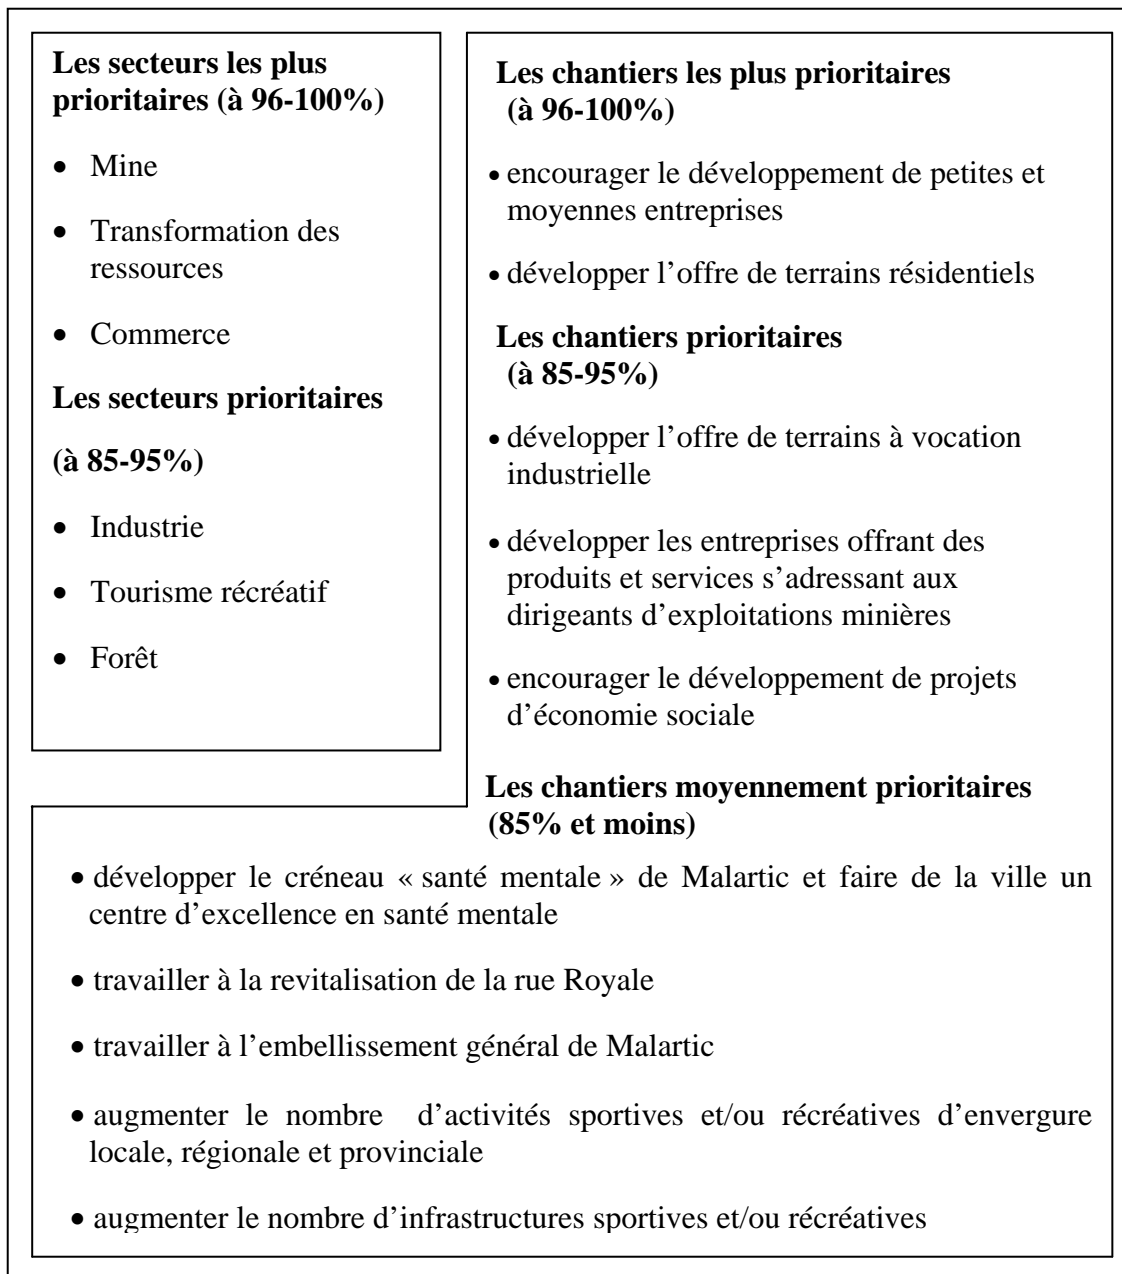 Les secteurs les plus
prioritaires (à 96-100%)
• Mine
• Transformation des
ressources
• Commerce
Les secteurs prioritaires
(à 85-95%)
• Industrie
• Tourisme récréatif
• Forêt
Les chantiers les plus prioritaires
(à 96-100%)
• encourager le développement de petites et
moyennes entreprises
• développer l’offre de terrains résidentiels
Les chantiers prioritaires
(à 85-95%)
• développer l’offre de terrains à vocation
industrielle
• développer les entreprises offrant des
produits et services s’adressant aux
dirigeants d’exploitations minières
• encourager le développement de projets
d’économie sociale
Les chantiers moyennement prioritaires
(85% et moins)
• développer le créneau « santé mentale » de Malartic et faire de la ville un
centre d’excellence en santé mentale
• travailler à la revitalisation de la rue Royale
• travailler à l’embellissement général de Malartic
• augmenter le nombre d’activités sportives et/ou récréatives d’envergure
locale, régionale et provinciale
• augmenter le nombre d’infrastructures sportives et/ou récréatives